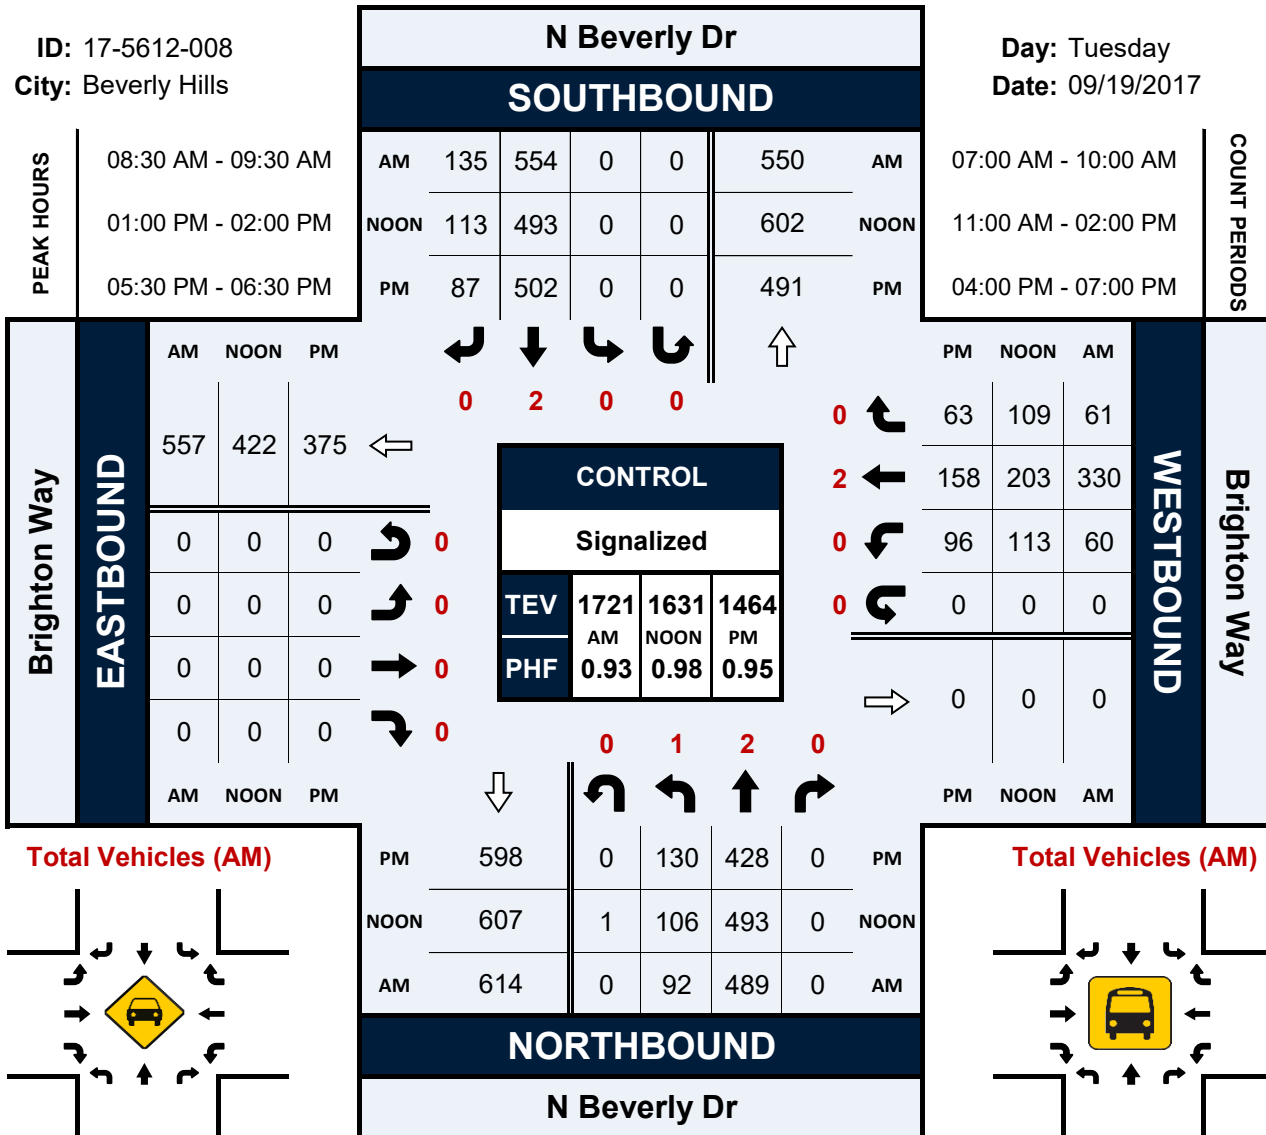 ID: 17-5612-008
City: Beverly Hills
N Beverly Dr
SOUTHBOUND
Day: Tuesday
Date: 09/19/2017
PEAK HOURS
08:30 AM - 09:30 AM
01:00 PM - 02:00 PM
05:30 PM - 06:30 PM
AM 135 554 0 0 550 AM
NOON 113 493 0 0 602 NOON
PM 87 502 0 0 491 PM
07:00 AM - 10:00 AM
11:00 AM - 02:00 PM
04:00 PM - 07:00 PM
COUNT PERIODS
0 2 0 0
Brighton Way
EASTBOUND
AM NOON PM
557 422 375
0 0 0 0
0 0 0 0
0 0 0 0
0 0 0 0
AM NOON PM
CONTROL
Signalized
TEV 1721 1631 1464
AM NOON PM
PHF 0.93 0.98 0.95
PM NOON AM
0 63 109 61
2 158 203 330
0 96 113 60
0 0 0 0
0 0 0
PM NOON AM
WESTBOUND
Brighton Way
0 1 2 0
PM 598 0 130 428 0 PM
NOON 607 1 106 493 0 NOON
AM 614 0 92 489 0 AM
NORTHBOUND
N Beverly Dr
Total Vehicles (AM)
Total Vehicles (AM)